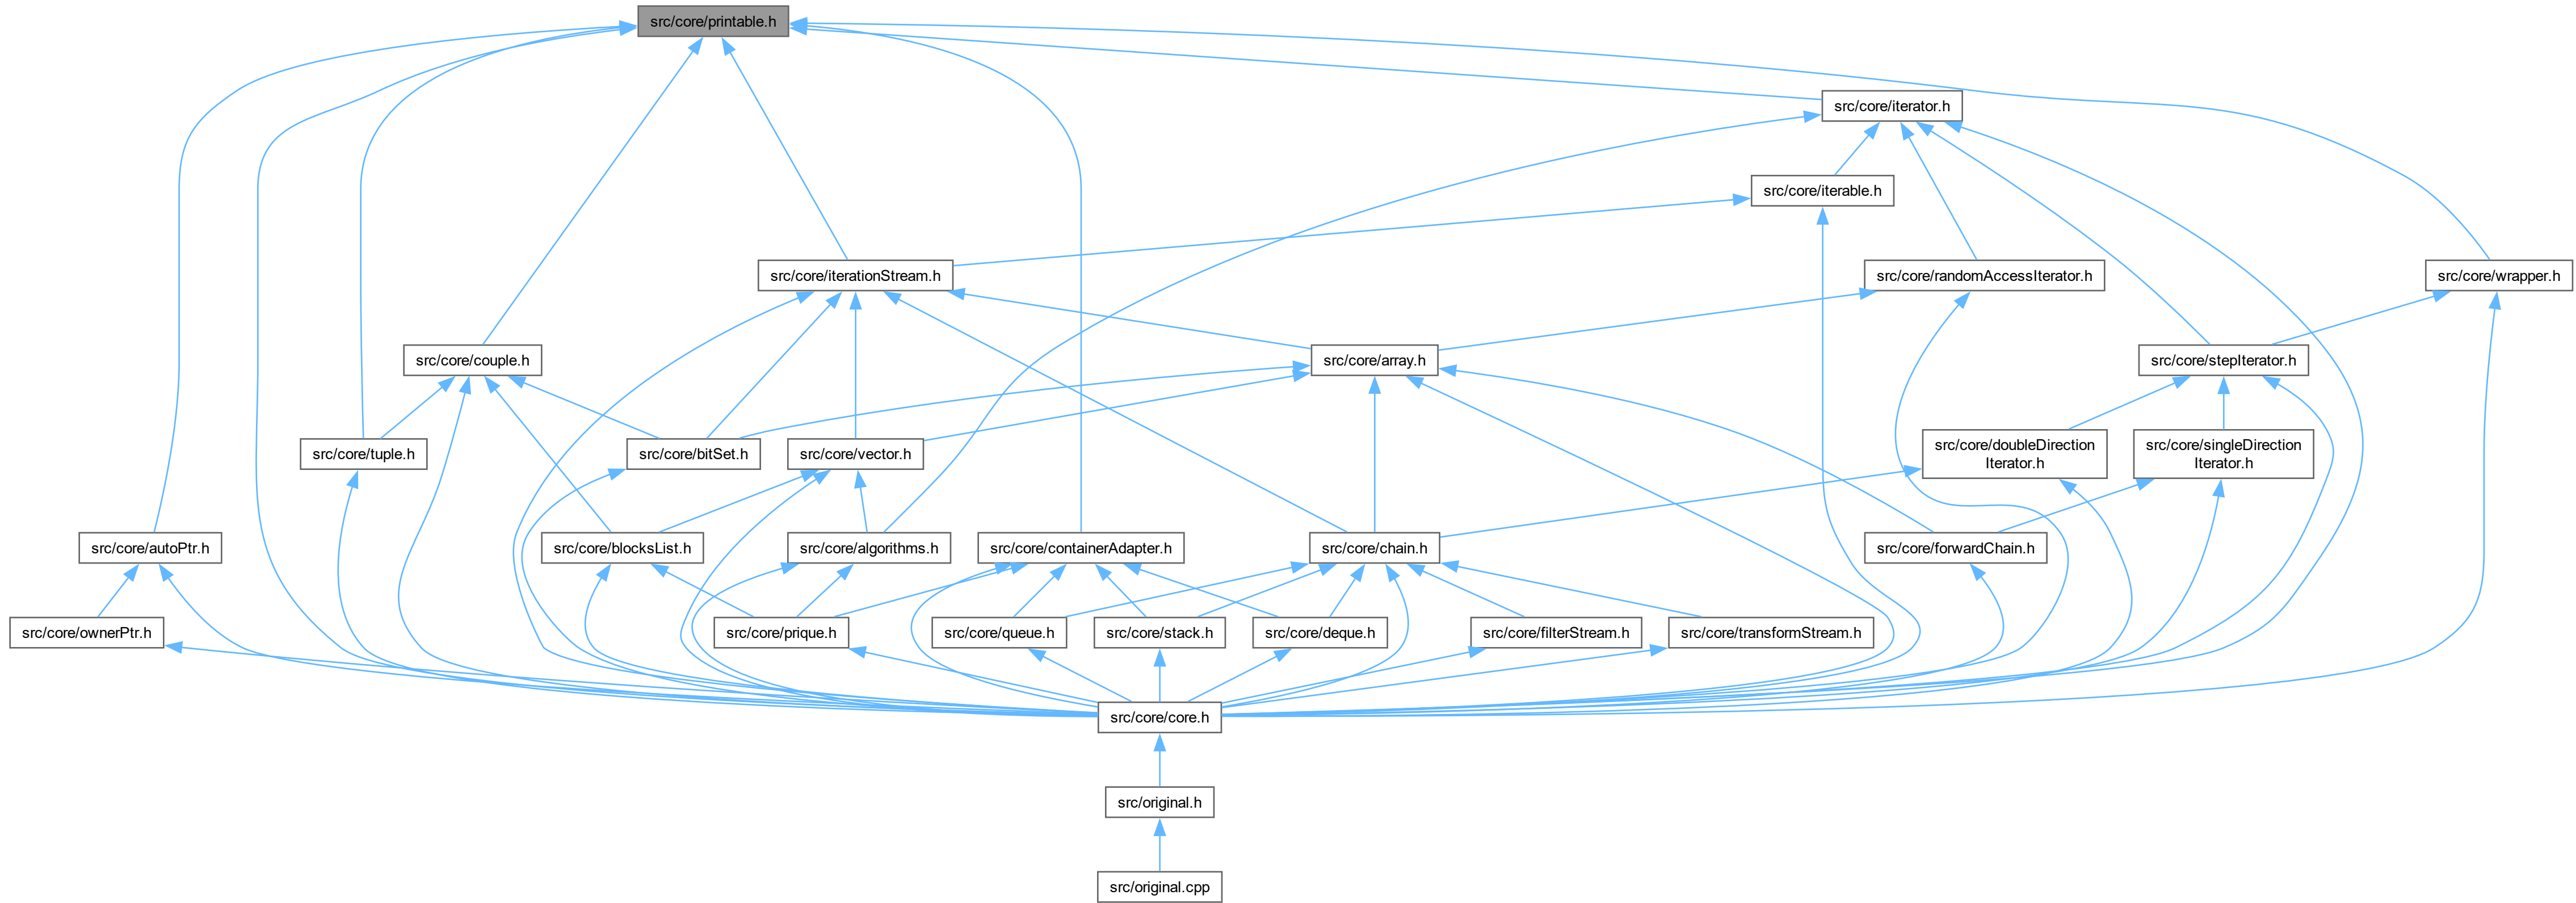 src/core/printable.h
src/core/iterator.h
src/core/iterable.h
src/core/iterationStream.h
src/core/randomAccessIterator.h
src/core/wrapper.h
src/core/couple.h
src/core/array.h
src/core/stepIterator.h
src/core/tuple.h
src/core/bitSet.h
src/core/vector.h
src/core/doubleDirection
Iterator.h
src/core/singleDirection
Iterator.h
src/core/autoPtr.h
src/core/blocksList.h
src/core/algorithms.h
src/core/containerAdapter.h
src/core/chain.h
src/core/forwardChain.h
src/core/ownerPtr.h
src/core/prique.h
src/core/queue.h
src/core/stack.h
src/core/deque.h
src/core/filterStream.h
src/core/transformStream.h
src/core/core.h
src/original.h
src/original.cpp